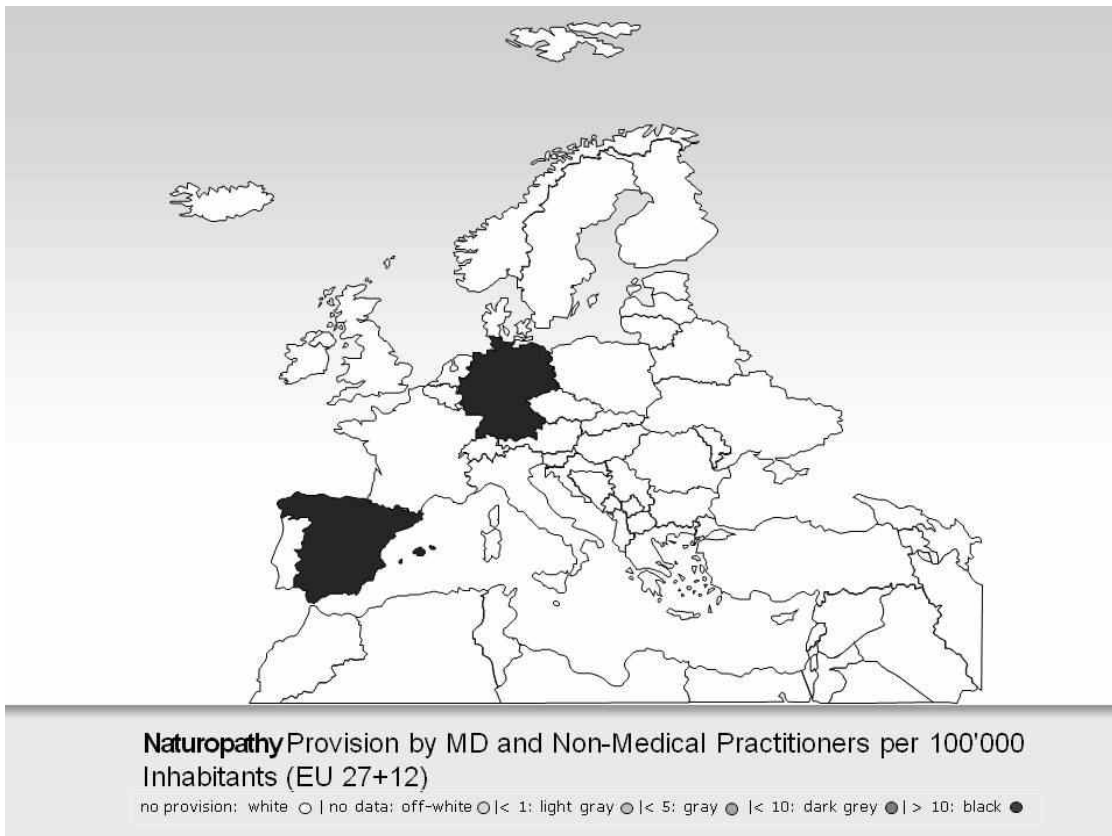 Naturopathy Provision by MD and Non-Medical Practitioners per 100'000
Inhabitants (EU 27+12)
no provision: white | no data: off-white |< 1: light gray |< 5: gray |< 10: dark grey |> 10: black